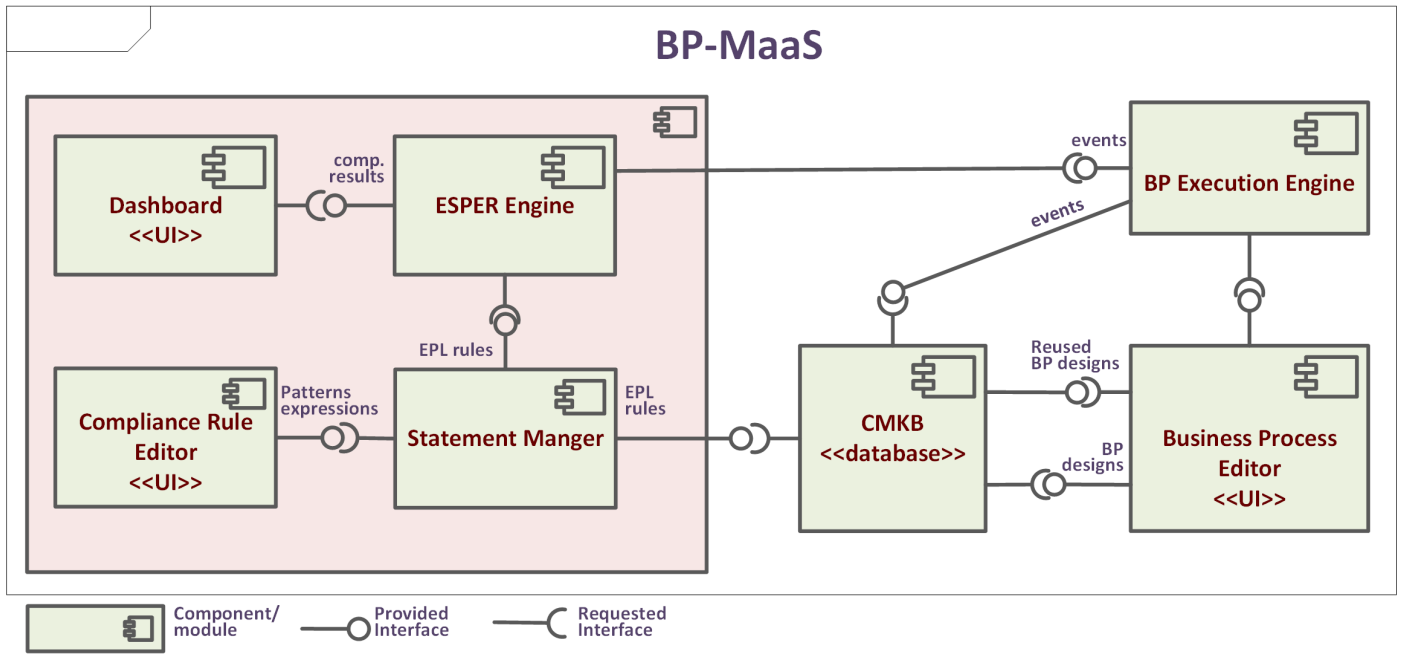 BP-MaaS
comp.
results
events
Dashboard
<<UI>>
ESPER Engine
BP Execution Engine
events
EPL rules
Reused
BP designs
Patterns
expressions
EPL
rules
Compliance Rule
Editor
<<UI>>
Statement Manger
CMKB
<<database>>
BP
designs
Business Process
Editor
<<UI>>
Component/
module
Provided
Interface
Requested
Interface